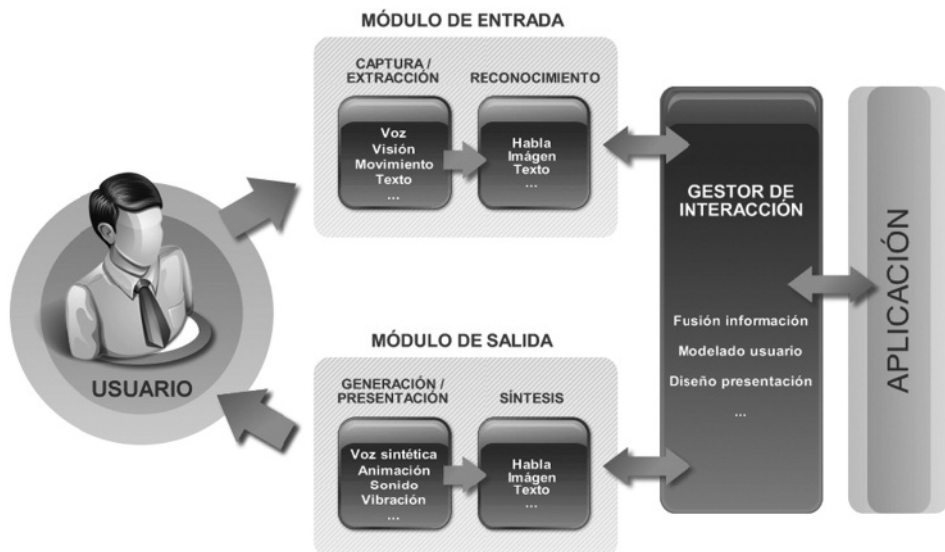 MÓDULO DE ENTRADA
CAPTURA /
EXTRACCIÓN
RECONOCIMIENTO
Voz
Visión
Movimiento
Texto
...
Habla
Imágen
Texto
...
USUARIO
MÓDULO DE SALIDA
GENERACIÓN /
PRESENTACIÓN
SÍNTESIS
Voz sintética
Animación
Sonido
Vibración
...
Habla
Imágen
Texto
...
GESTOR DE
INTERACCIÓN
Fusión información
Modelado usuario
Diseño presentación
...
APLICACIÓN